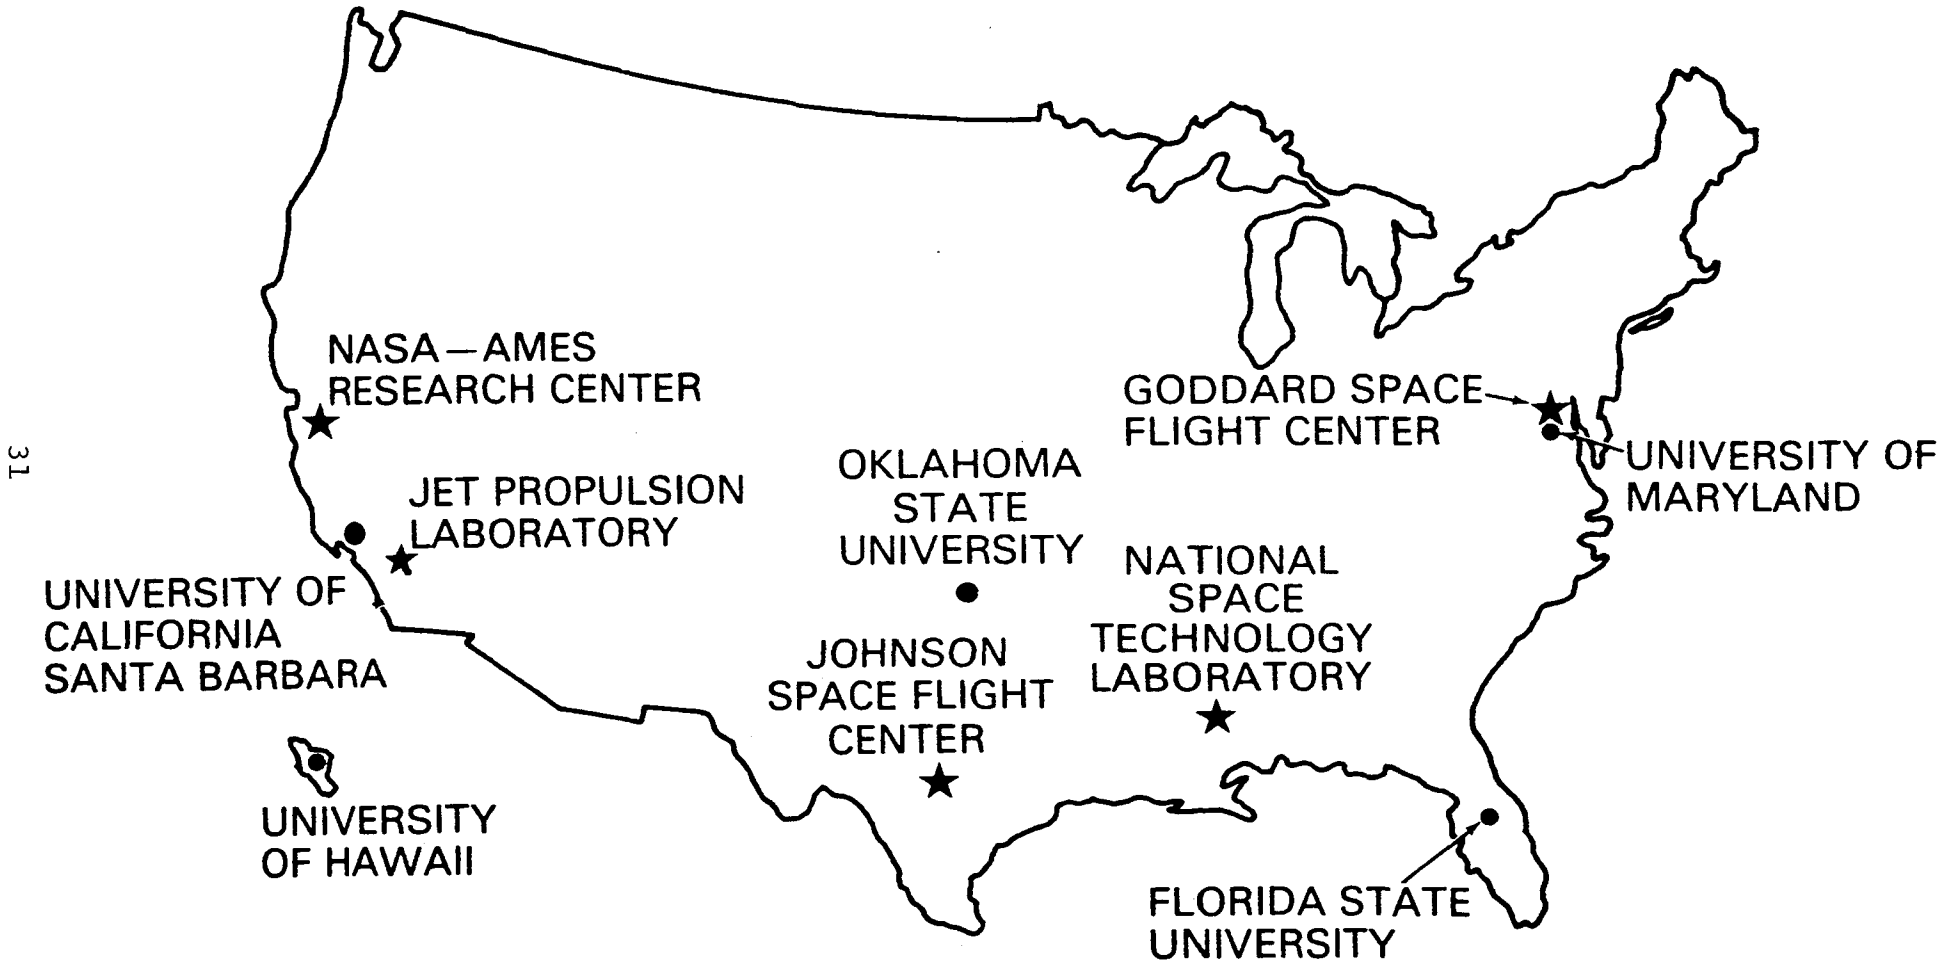 NASA—AMES
RESEARCH CENTER
GODDARD SPACE
FLIGHT CENTER
UNIVERSITY OF
MARYLAND
OKLAHOMA
STATE
UNIVERSITY
JET PROPULSION
LABORATORY
NATIONAL
SPACE
TECHNOLOGY
LABORATORY
UNIVERSITY OF
CALIFORNIA
SANTA BARBARA
JOHNSON
SPACE FLIGHT
CENTER
UNIVERSITY
OF HAWAII
FLORIDA STATE
UNIVERSITY
31